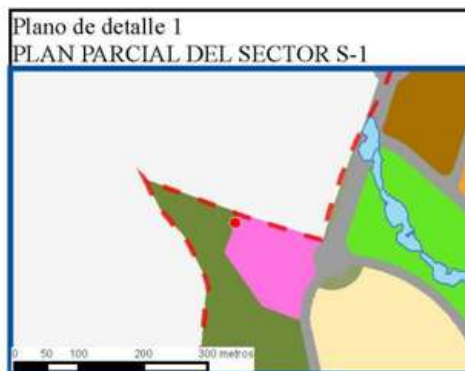 Plano de detalle 1
PLAN PARCIAL DEL SECTOR S-1
0 50 100 200 300 metros